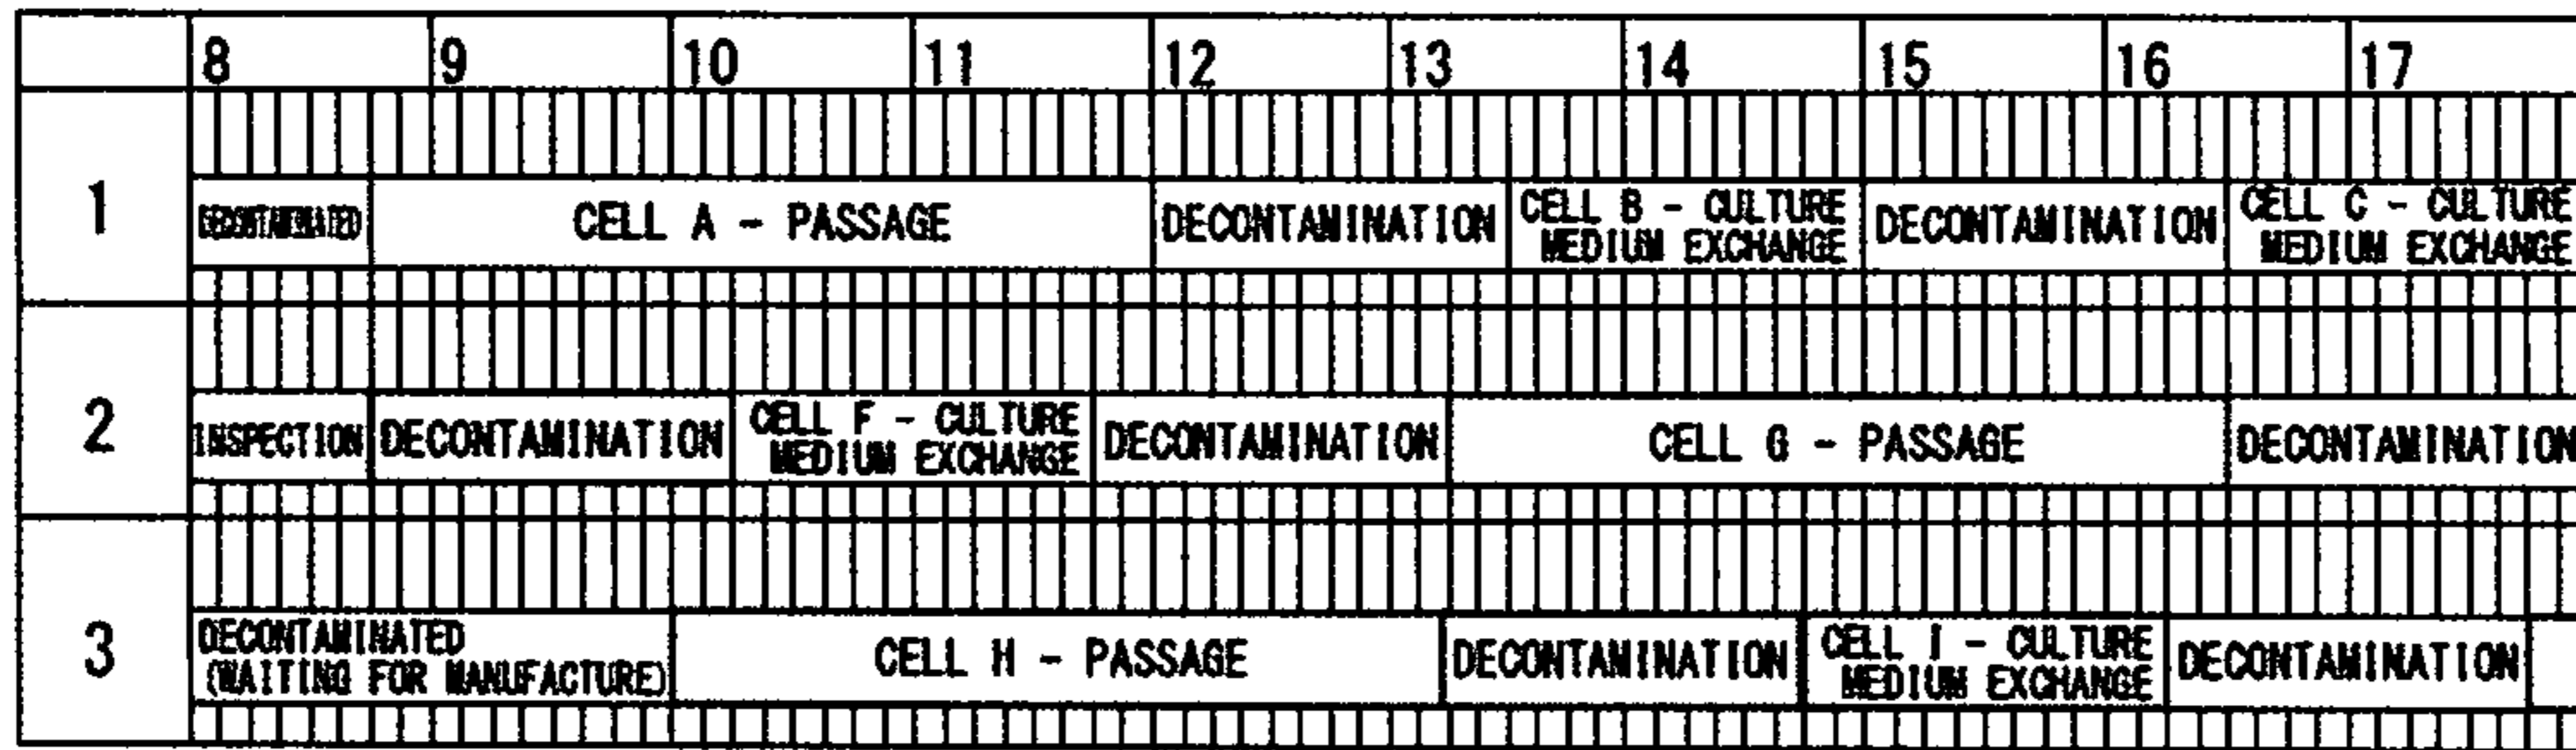 8 9 10 11 12 13 14 15 16 17
1
DECONTAMINATED
CELL A - PASSAGE
DECONTAMINATION
CELL B - CULTURE
MEDIUM EXCHANGE
DECONTAMINATION
CELL C - CULTURE
MEDIUM EXCHANGE
2
INSPECTION
DECONTAMINATION
CELL F - CULTURE
MEDIUM EXCHANGE
DECONTAMINATION
CELL G - PASSAGE
DECONTAMINATION
3
DECONTAMINATED
(WAITING FOR MANUFACTURE)
CELL H - PASSAGE
DECONTAMINATION
CELL I - CULTURE
MEDIUM EXCHANGE
DECONTAMINATION